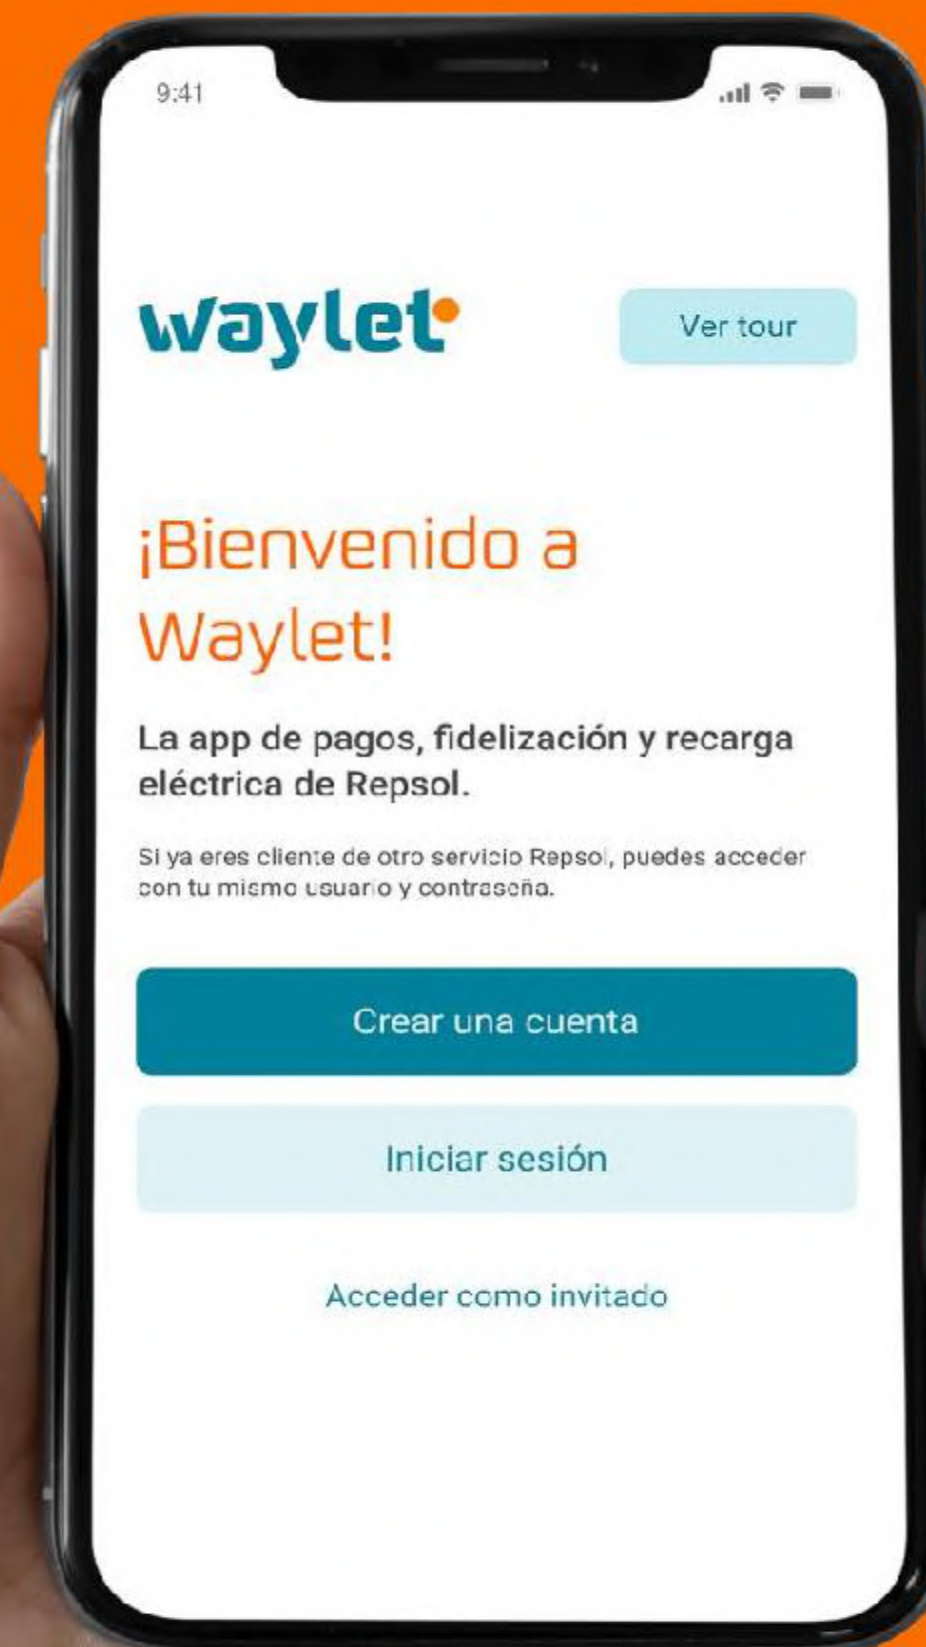 9:41
waylet
Ver tour
¡Bienvenido a
Waylet!
La app de pagos, fidelización y recarga
eléctrica de Repsol.
Si ya eres cliente de otro servicio Repsol, puedes acceder
con tu mismo usuario y contraseña.
Crear una cuenta
Iniciar sesión
Acceder como invitado